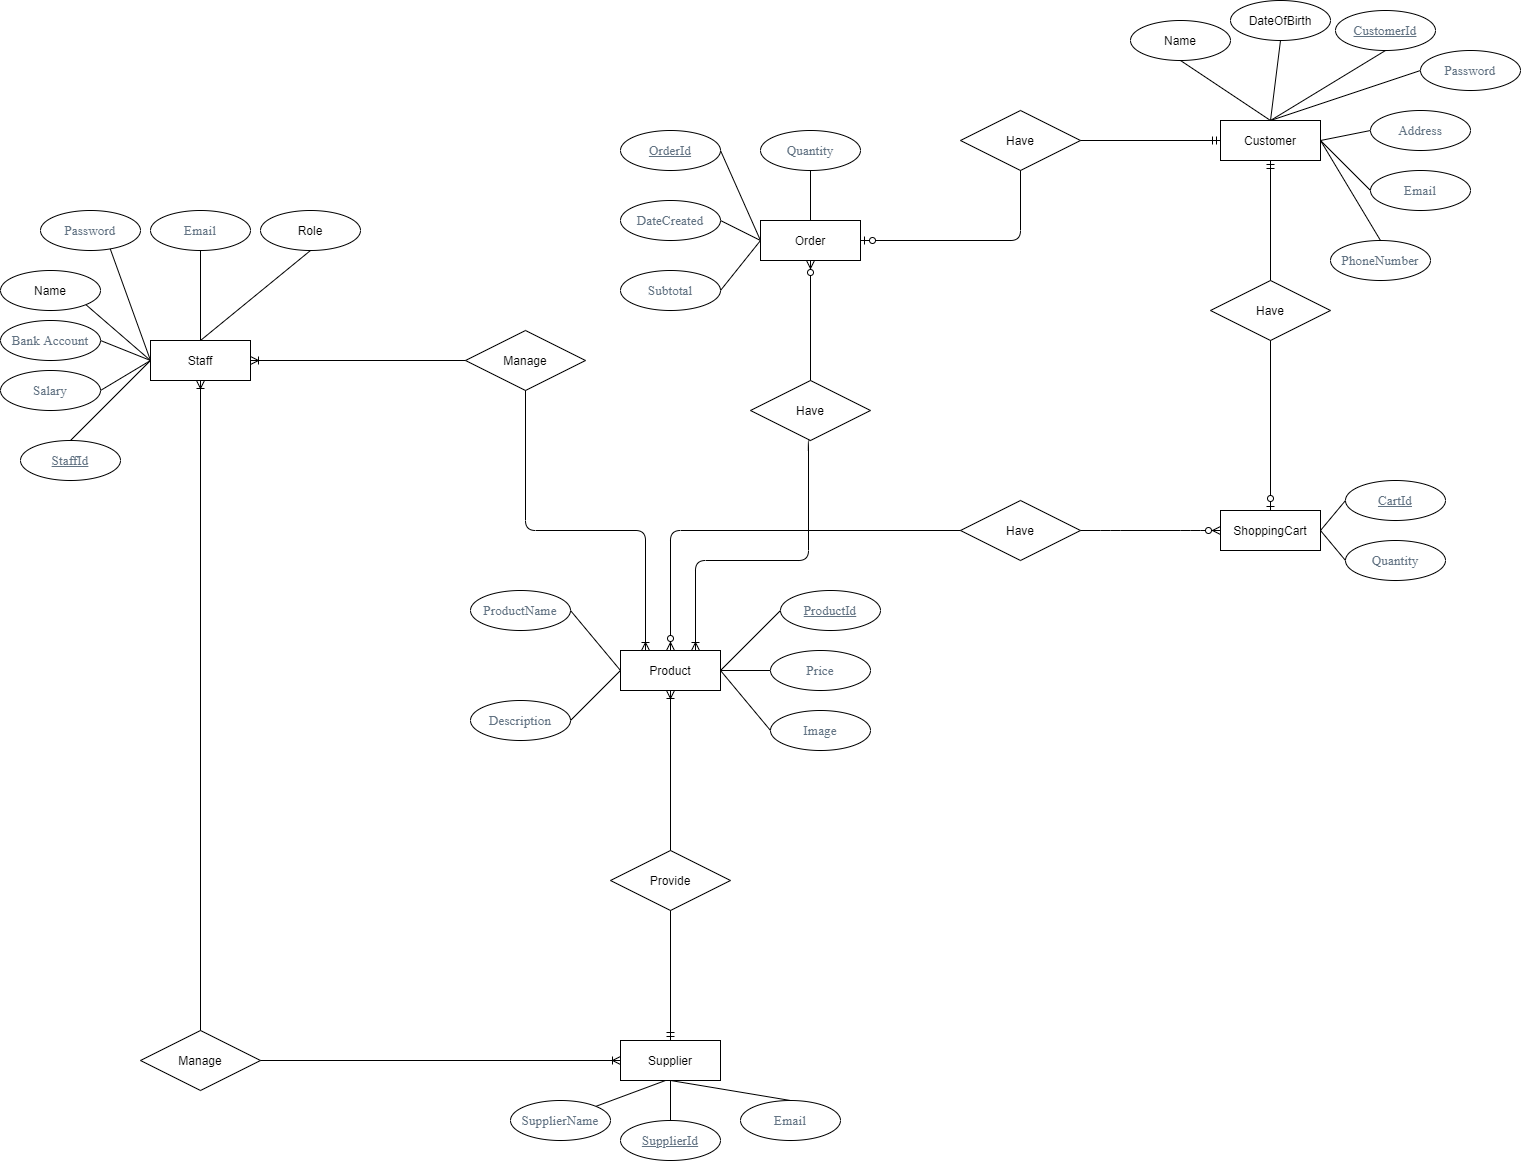 DateOfBirth
CustomerId
Name
Password
Have
Customer
Address
OrderId
Quantity
Email
DateCreated
Order
PhoneNumber
Subtotal
Password
Email
Role
Name
Bank Account
Staff
Salary
StaffId
Manage
Have
Have
CartId
Have
ShoppingCart
Quantity
ProductName
ProductId
Product
Price
Description
Image
Provide
Manage
Supplier
SupplierName
SupplierId
Email